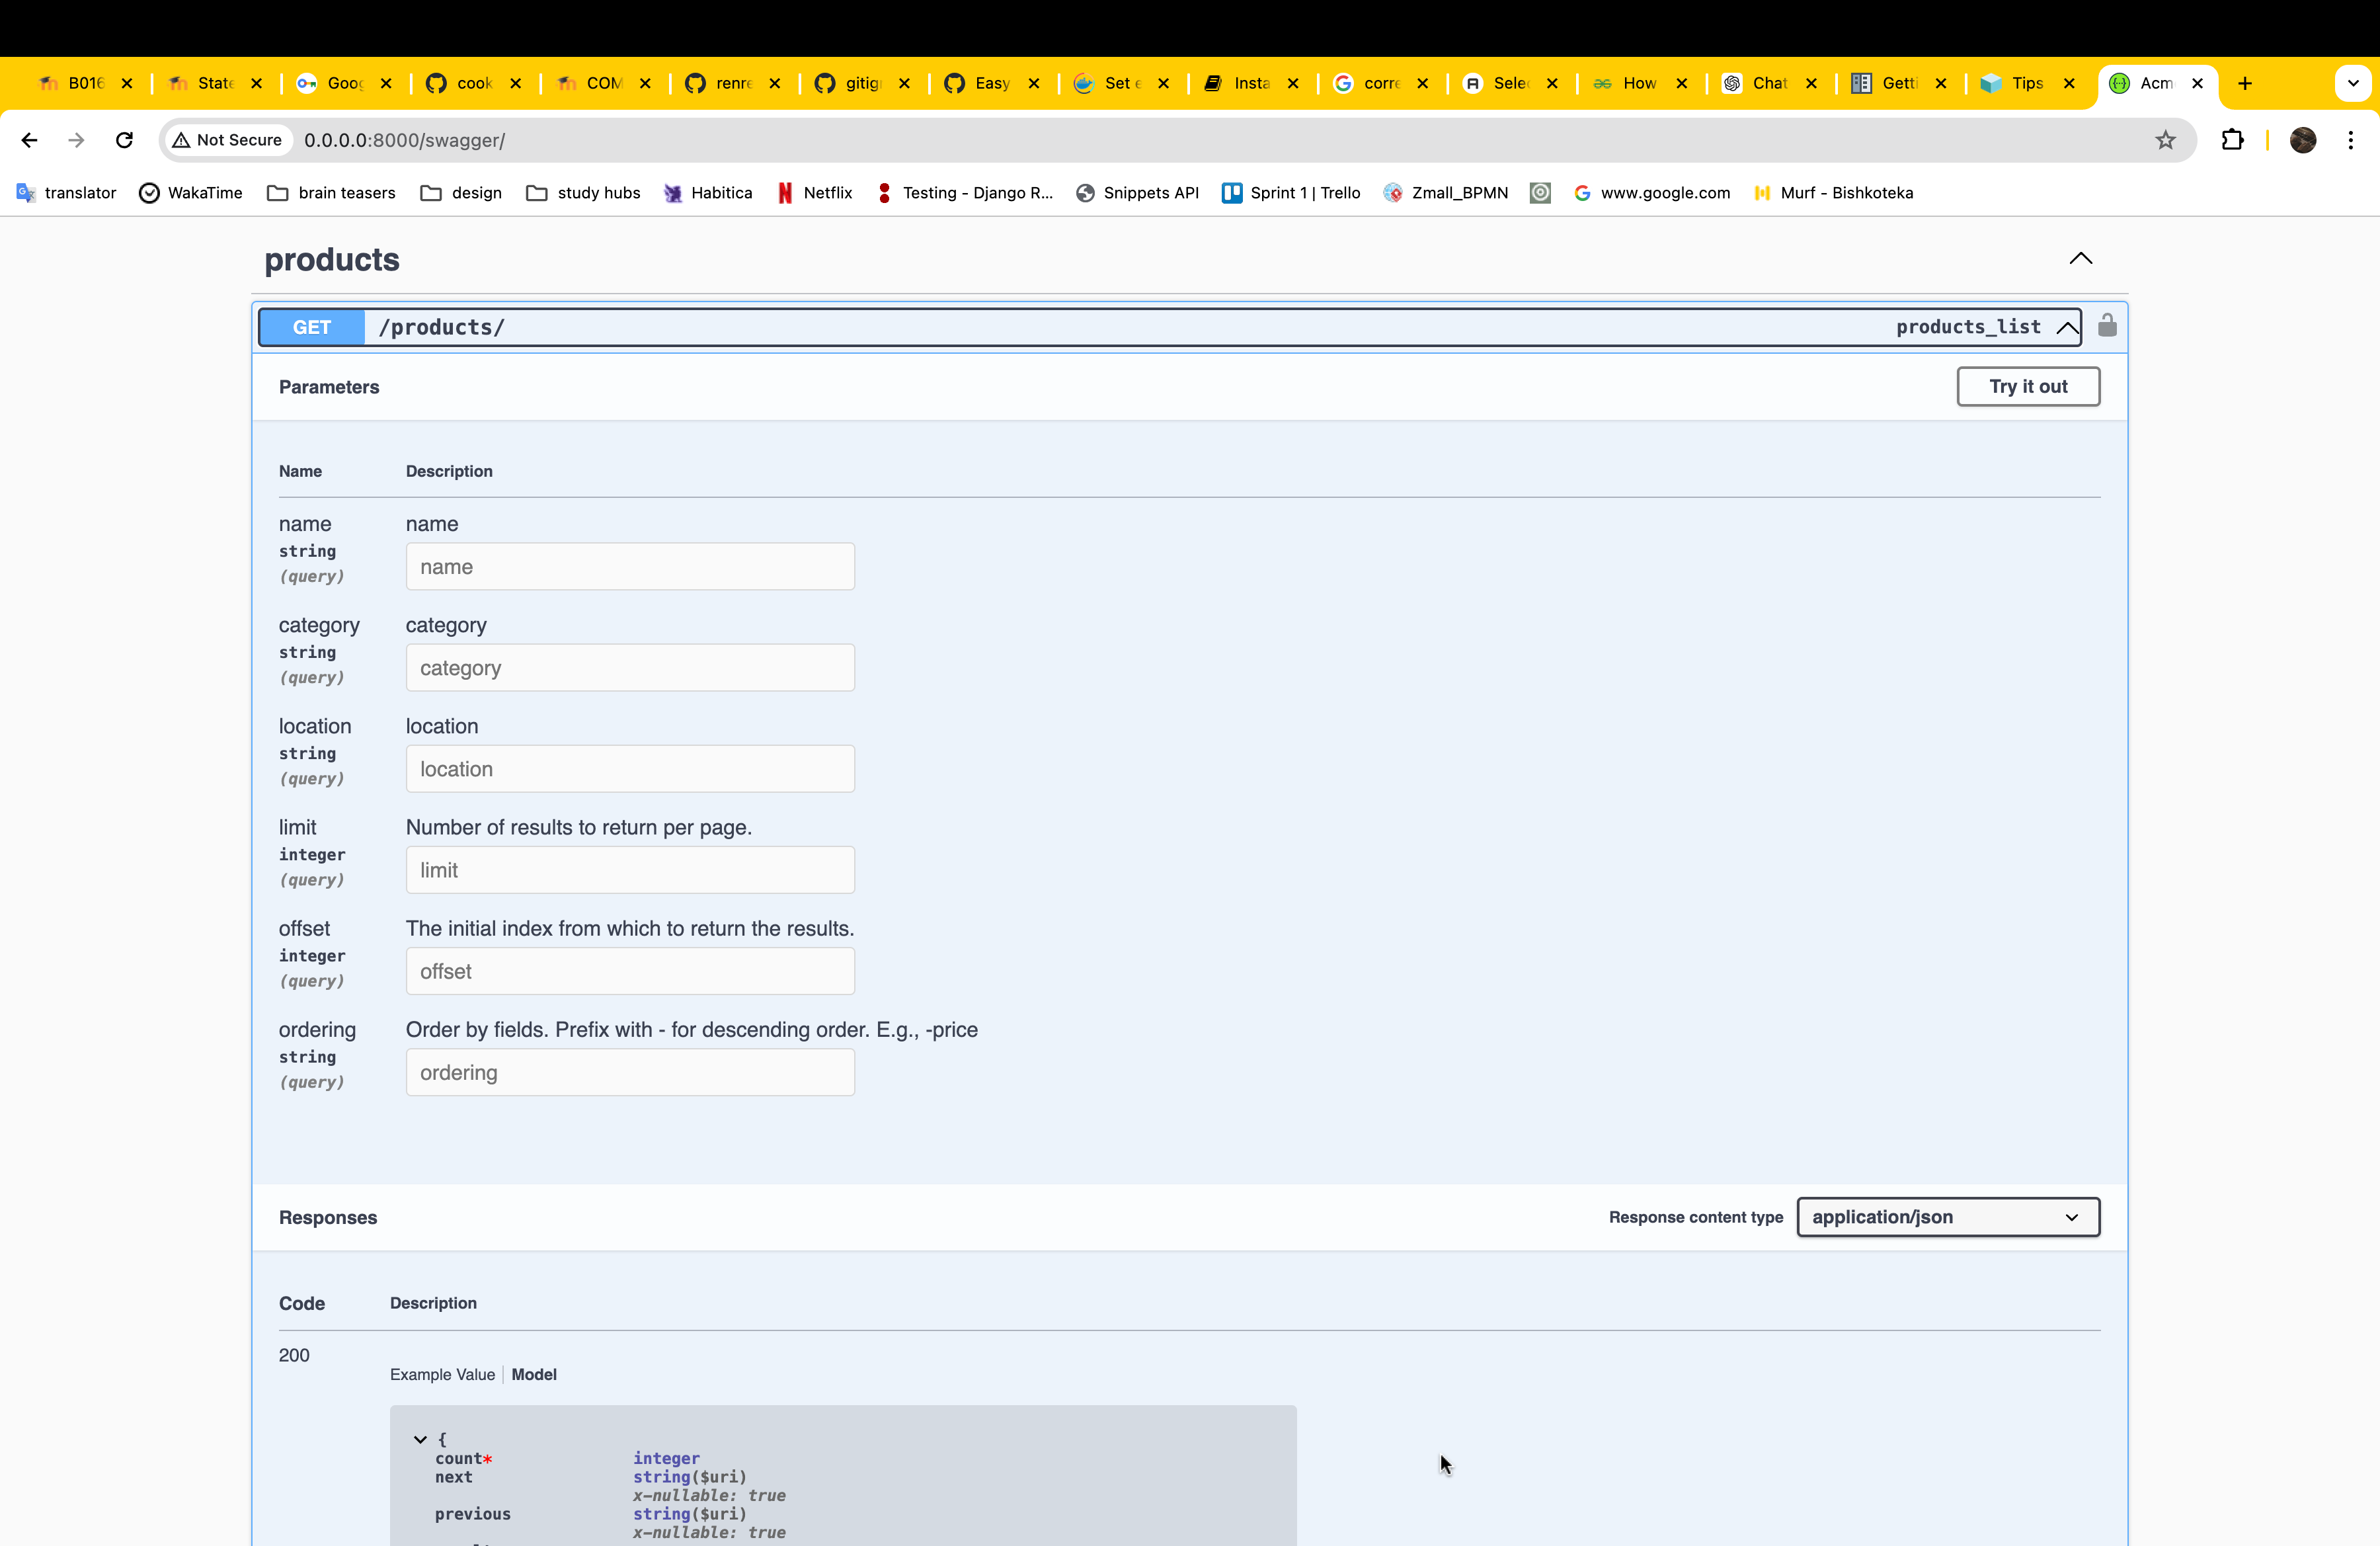 B016
State
Goog
cook
COM
renre
gitig
Easy
Set e
Insta
corre
Selec
How
Chat
Getti
Tips
Acm
Not Secure 0.0.0.0:8000/swagger/
translator WakaTime brain teasers design study hubs Habitica Netflix Testing - Django R... Snippets API Sprint 1 | Trello Zmall_BPMN www.google.com Murf - Bishkoteka
products
GET /products/ products_list
Parameters Try it out
Name Description
name name
string
(query) name
category category
string
(query) category
location location
string
(query) location
limit Number of results to return per page.
integer
(query) limit
offset The initial index from which to return the results.
integer
(query) offset
ordering Order by fields. Prefix with - for descending order. E.g., -price
string
(query) ordering
Responses Response content type application/json
Code Description
200
Example Value Model
{
count* integer
next string($uri)
x-nullable: true
previous string($uri)
x-nullable: true